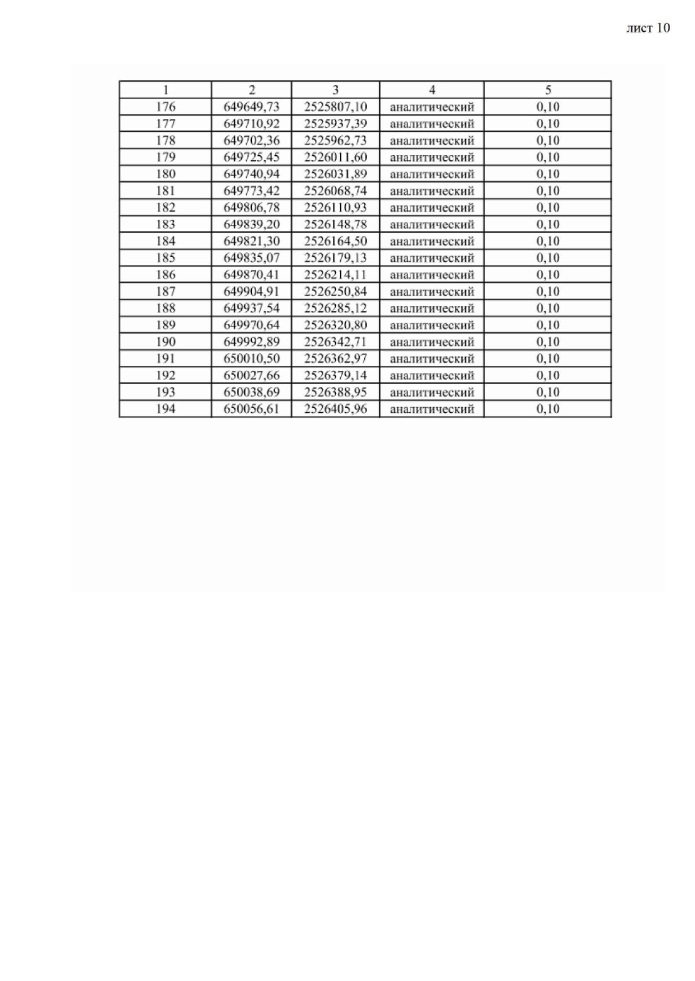 лист 10
1 2 3 4 5
176 649649,73 2525807,10 аналитический 0,10
177 649710,92 2525937,39 аналитический 0,10
178 649702,36 2525962,73 аналитический 0,10
179 649725,45 2526011,60 аналитический 0,10
180 649740,94 2526031,89 аналитический 0,10
181 649773,42 2526068,74 аналитический 0,10
182 649806,78 2526110,93 аналитический 0,10
183 649839,20 2526148,78 аналитический 0,10
184 649821,30 2526164,50 аналитический 0,10
185 649835,07 2526179,13 аналитический 0,10
186 649870,41 2526214,11 аналитический 0,10
187 649904,91 2526250,84 аналитический 0,10
188 649937,54 2526285,12 аналитический 0,10
189 649970,64 2526320,80 аналитический 0,10
190 649992,89 2526342,71 аналитический 0,10
191 650010,50 2526362,97 аналитический 0,10
192 650027,66 2526379,14 аналитический 0,10
193 650038,69 2526388,95 аналитический 0,10
194 650056,61 2526405,96 аналитический 0,10